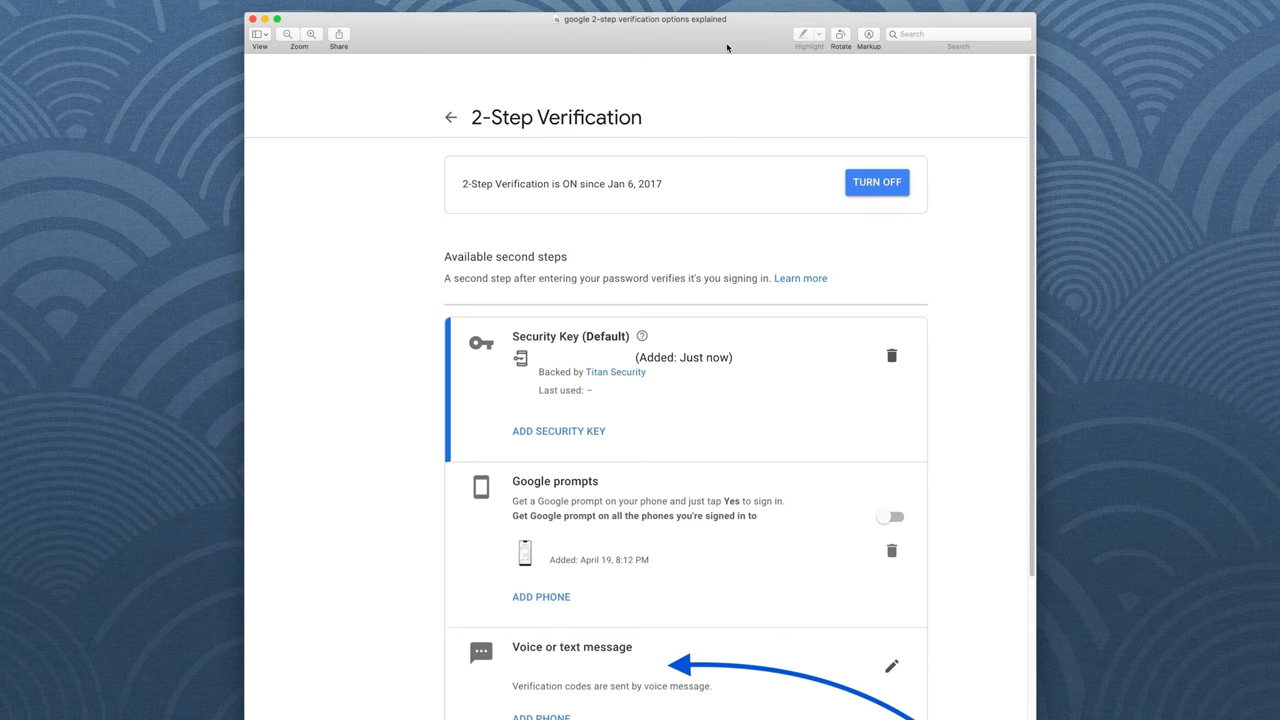 google 2-step verification options explained
View
Zoom
Share
Highlight
Rotate
Markup
Search
Search
2-Step Verification
2-Step Verification is ON since Jan 6, 2017
TURN OFF
Available second steps
A second step after entering your password verifies it's you signing in. Learn more
Security Key (Default)
(Added: Just now)
Backed by Titan Security
Last used: –
ADD SECURITY KEY
Google prompts
Get a Google prompt on your phone and just tap Yes to sign in.
Get Google prompt on all the phones you're signed in to
Added: April 19, 8:12 PM
ADD PHONE
Voice or text message
Verification codes are sent by voice message.
ADD PHONE